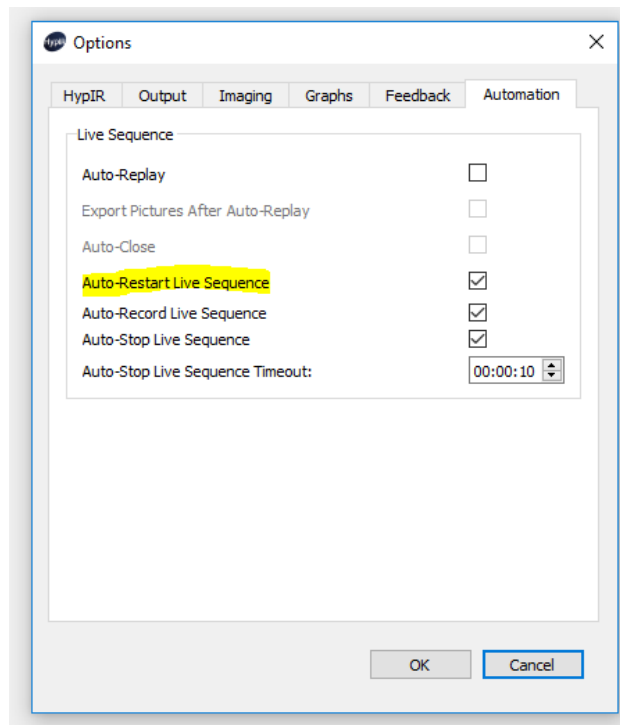 HypIR Options
HypIR Output Imaging Graphs Feedback Automation
Live Sequence
Auto-Replay
Export Pictures After Auto-Replay
Auto-Close
Auto-Restart Live Sequence
Auto-Record Live Sequence
Auto-Stop Live Sequence
Auto-Stop Live Sequence Timeout: 00:00:10
OK Cancel